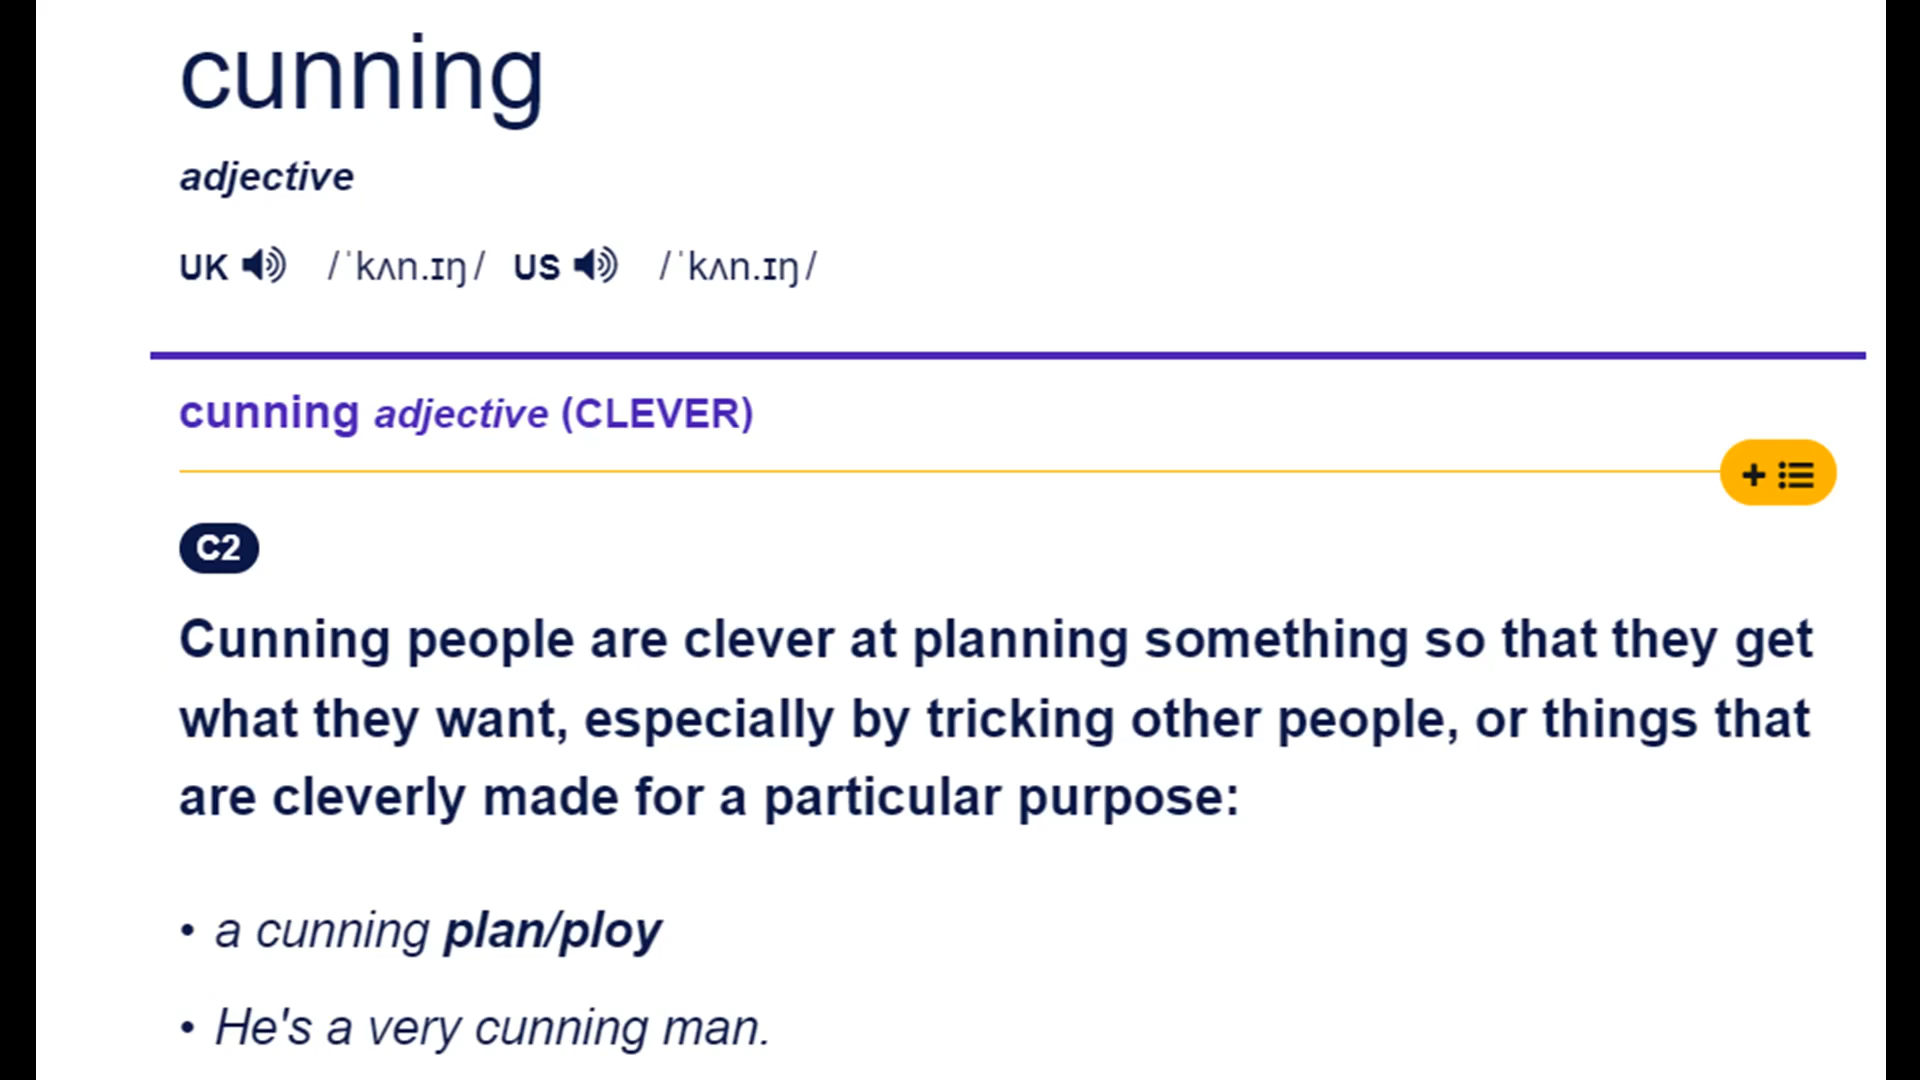 cunning
adjective
UK /ˈkʌn.ɪŋ/ US /ˈkʌn.ɪŋ/
cunning adjective (CLEVER)
C2
Cunning people are clever at planning something so that they get
what they want, especially by tricking other people, or things that
are cleverly made for a particular purpose:
• a cunning plan/ploy
• He's a very cunning man.